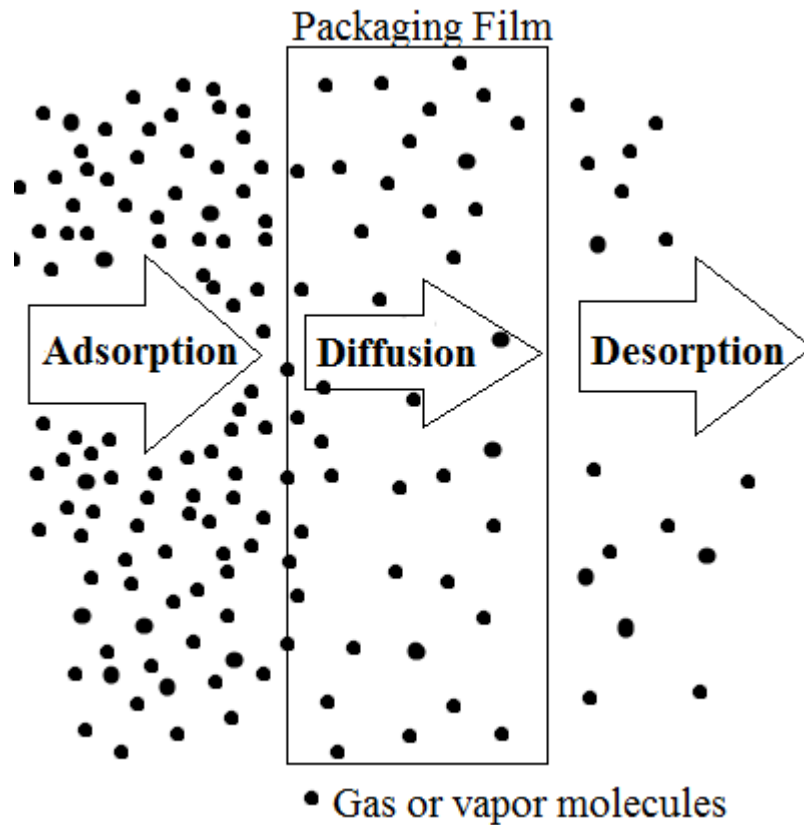 Packaging Film
Adsorption
Diffusion
Desorption
Gas or vapor molecules